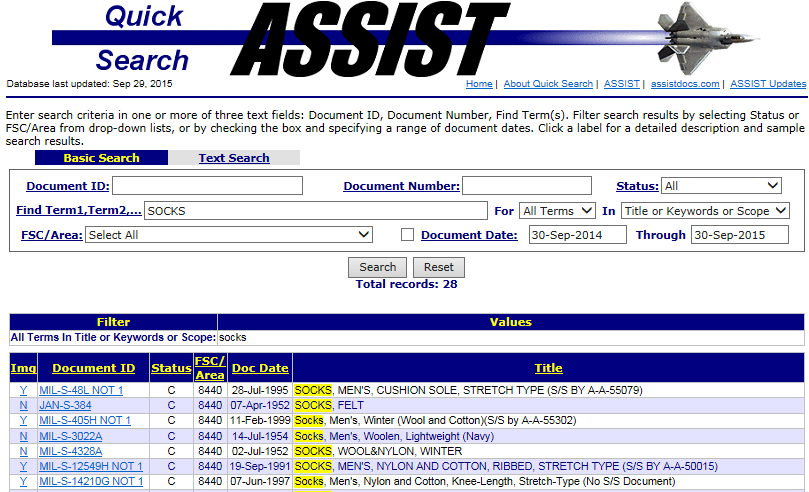 Quick
Search
ASSIST
Database last updated: Sep 29, 2015
Home | About Quick Search | ASSIST | assistdocs.com | ASSIST Updates
Enter search criteria in one or more of three text fields: Document ID, Document Number, Find Term(s). Filter search results by selecting Status or
FSC/Area from drop-down lists, or by checking the box and specifying a range of document dates. Click a label for a detailed description and sample
search results.
Basic Search Text Search
Document ID: Document Number: Status: All
Find Term1,Term2,... SOCKS For All Terms In Title or Keywords or Scope
FSC/Area: Select All Document Date: 30-Sep-2014 Through 30-Sep-2015
Search Reset
Total records: 28
Filter Values
All Terms In Title or Keywords or Scope: socks
Img Document ID Status FSC/ Area Doc Date Title
Y MIL-S-48L NOT 1 C 8440 28-Jul-1995 SOCKS, MEN'S, CUSHION SOLE, STRETCH TYPE (S/S BY A-A-55079)
N JAN-S-384 C 8440 07-Apr-1952 SOCKS, FELT
Y MIL-S-405H NOT 1 C 8440 11-Feb-1999 Socks, Men's, Winter (Wool and Cotton)(S/S by A-A-55302)
N MIL-S-3022A C 8440 14-Jul-1954 Socks, Men's, Woolen, Lightweight (Navy)
N MIL-S-4328A C 8440 02-Jul-1952 SOCKS, WOOL&NYLON, WINTER
Y MIL-S-12549H NOT 1 C 8440 19-Sep-1991 SOCKS, MEN'S, NYLON AND COTTON, RIBBED, STRETCH TYPE (S/S BY A-A-50015)
Y MIL-S-14210G NOT 1 C 8440 07-Jun-1997 Socks, Men's, Nylon and Cotton, Knee-Length, Stretch-Type (No S/S Document)